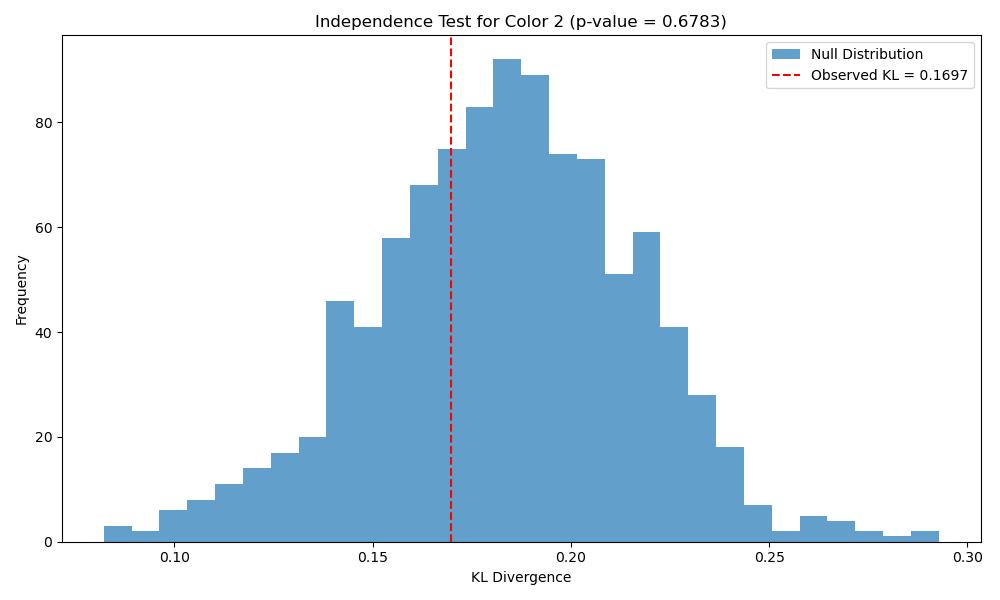 Independence Test for Color 2 (p-value = 0.6783)
Null Distribution
Observed KL = 0.1697
Frequency
80
60
40
20
0
0.10
0.15
0.20
0.25
0.30
KL Divergence